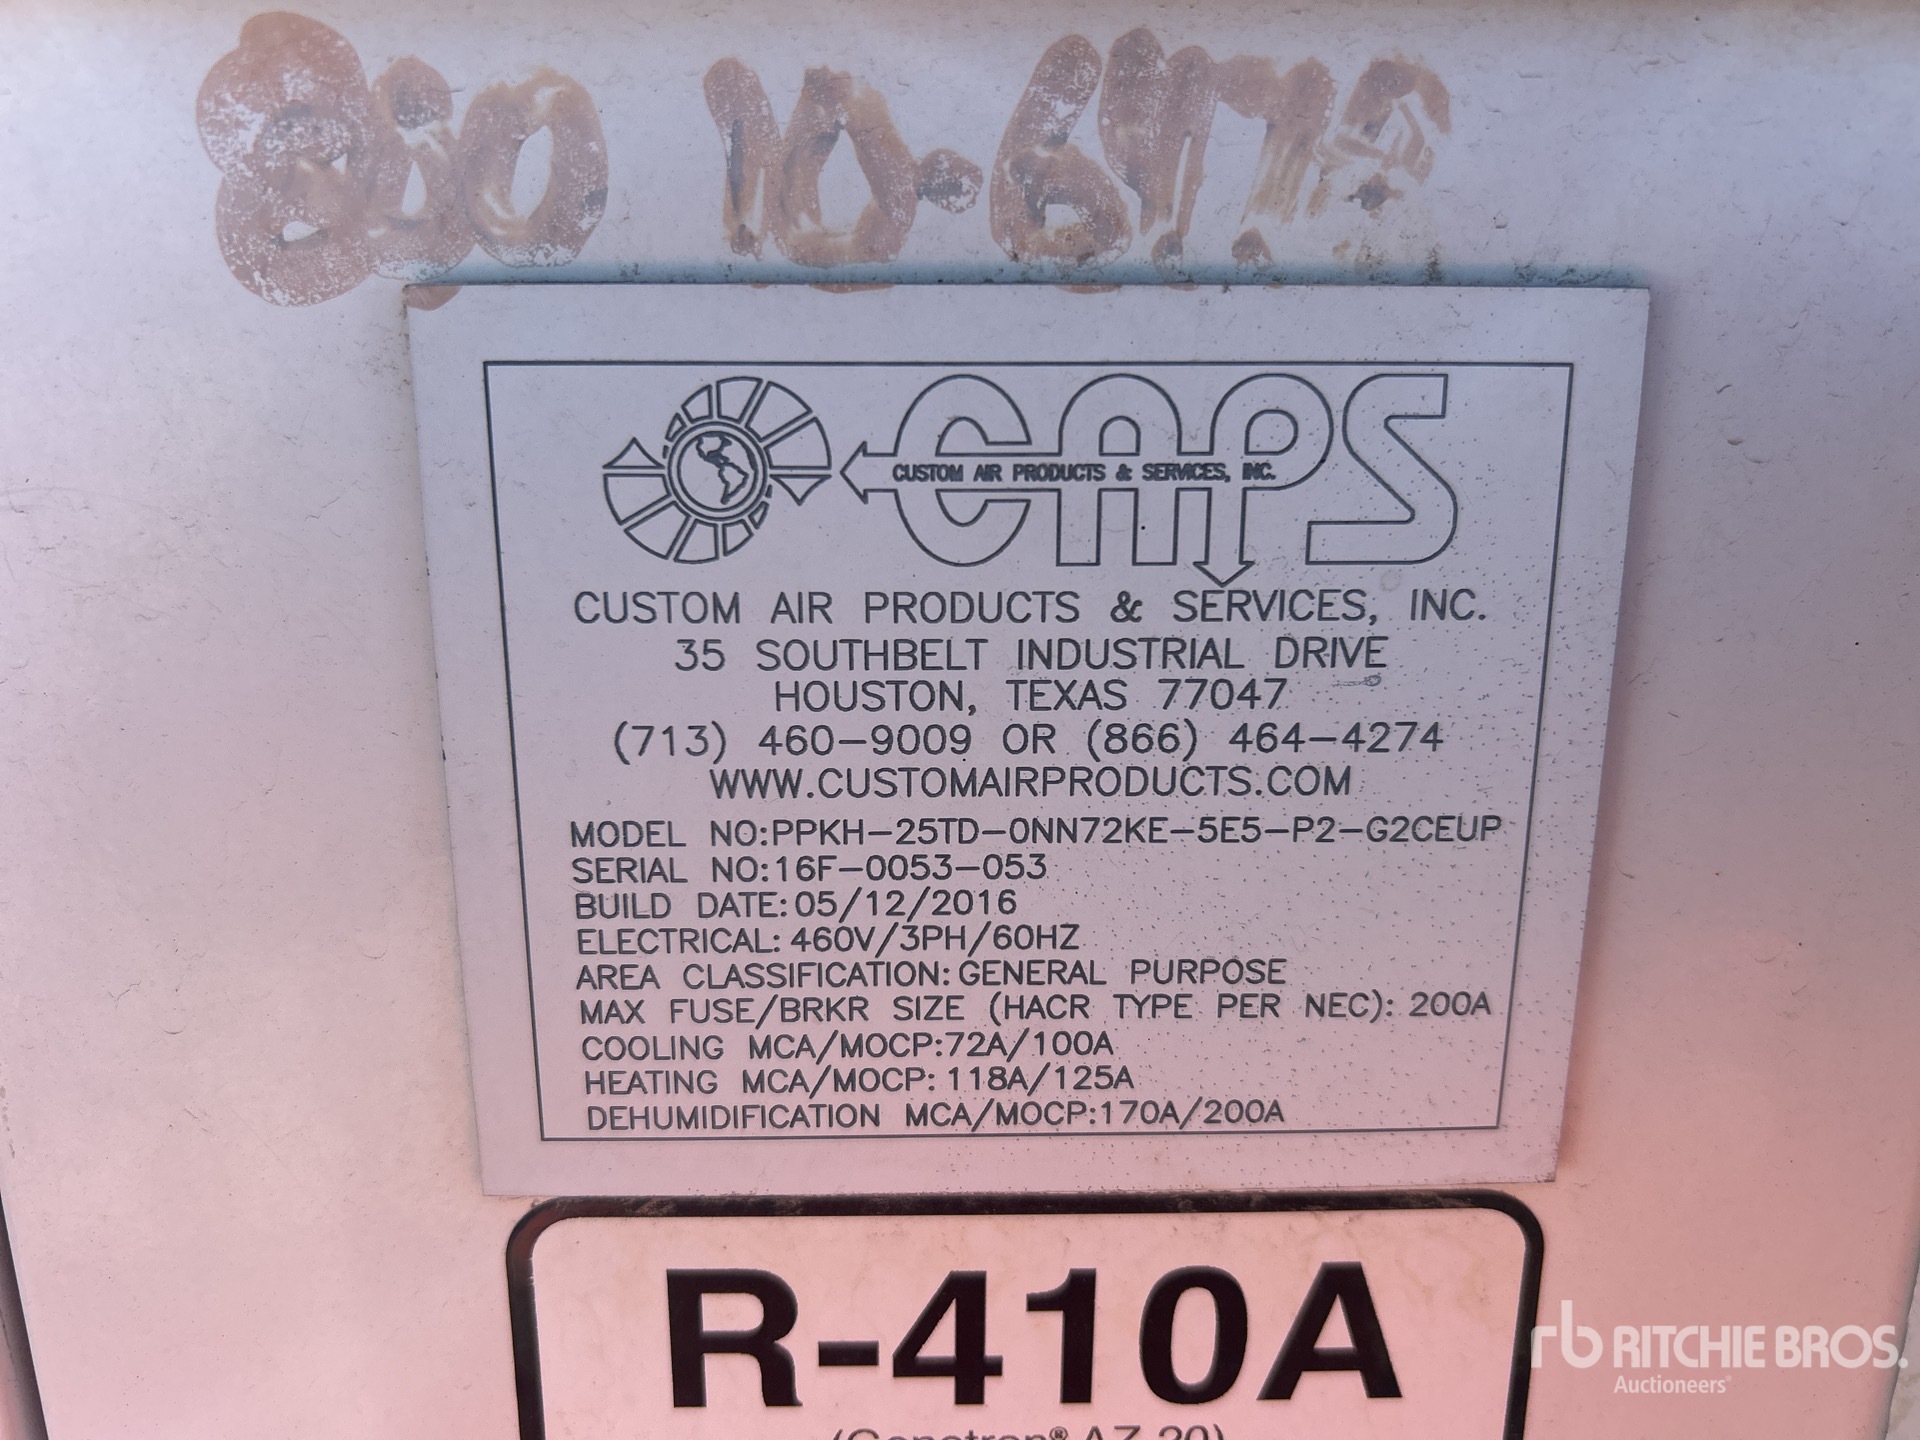 CAPS
CUSTOM AIR PRODUCTS & SERVICES, INC.
CUSTOM AIR PRODUCTS & SERVICES, INC.
35 SOUTHBELT INDUSTRIAL DRIVE
HOUSTON, TEXAS 77047
(713) 460-9009 OR (866) 464-4274
WWW.CUSTOMAIRPRODUCTS.COM
MODEL NO:PPKH-25TD-0NN72KE-5E5-P2-G2CEUP
SERIAL NO:16F-0053-053
BUILD DATE:05/12/2016
ELECTRICAL: 460V/3PH/60HZ
AREA CLASSIFICATION: GENERAL PURPOSE
MAX FUSE/BRKR SIZE (HACR TYPE PER NEC): 200A
COOLING MCA/MOCP:72A/100A
HEATING MCA/MOCP: 118A/125A
DEHUMIDIFICATION MCA/MOCP:170A/200A
R-410A
(Genetron® AZ-20)
rb RITCHIE BROS.
Auctioneers